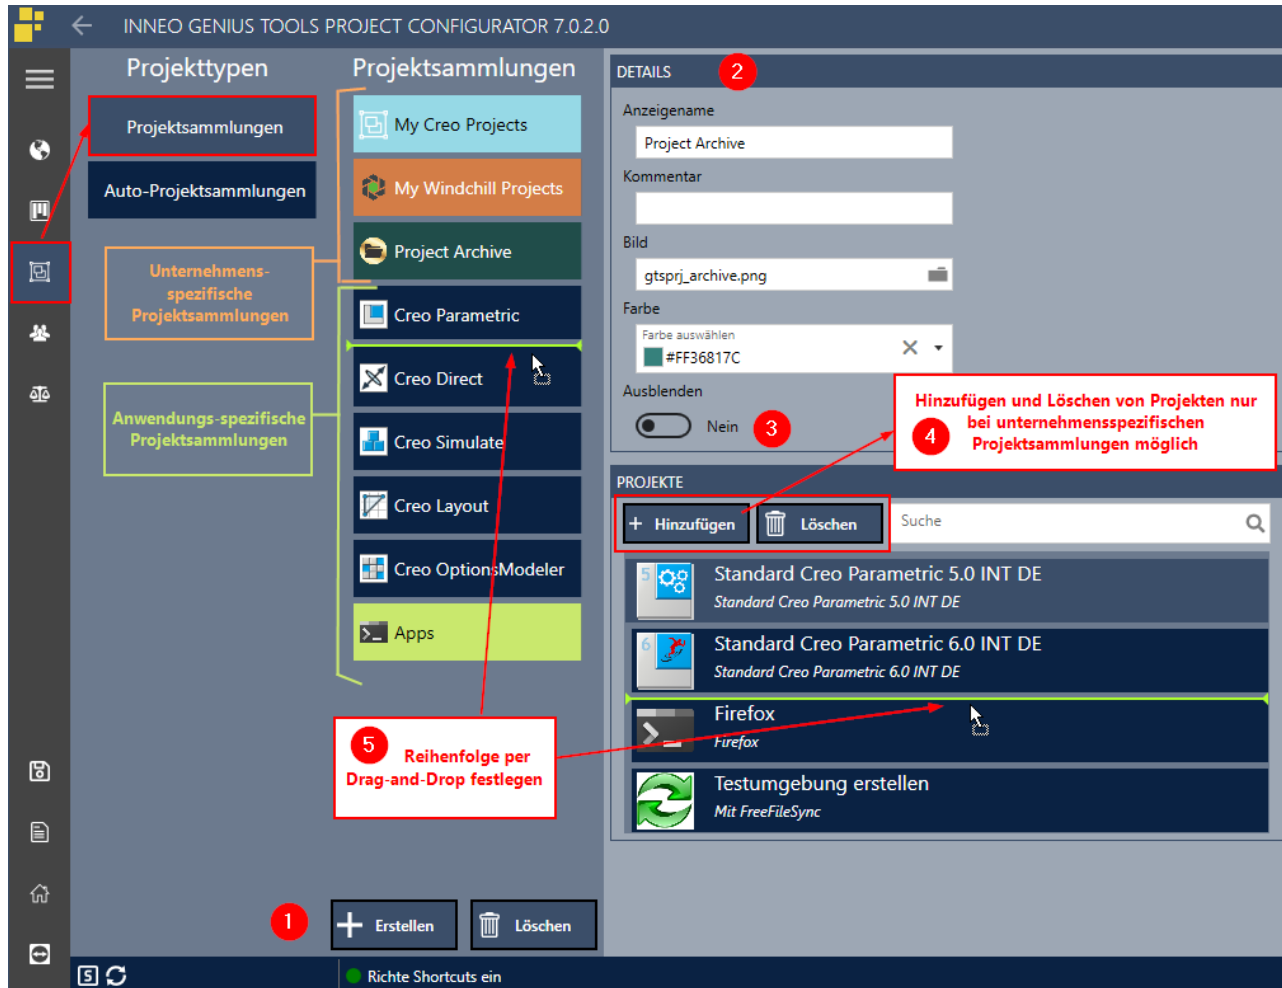 INNEO GENIUS TOOLS PROJECT CONFIGURATOR 7.0.2.0
Projekttypen
Projektsammlungen
Auto-Projektsammlungen
Unternehmens-
spezifische
Projektsammlungen
Anwendungs-spezifische
Projektsammlungen
Projektsammlungen
My Creo Projects
My Windchill Projects
Project Archive
Creo Parametric
Creo Direct
Creo Simulate
Creo Layout
Creo OptionsModeler
Apps
5 Reihenfolge per
Drag-and-Drop festlegen
1
Erstellen
Löschen
DETAILS 2
Anzeigename
Project Archive
Kommentar
Bild
gtsprj_archive.png
Farbe
Farbe auswählen
#FF36817C
Ausblenden
Nein 3
Hinzufügen und Löschen von Projekten nur
bei unternehmensspezifischen
4 Projektsammlungen möglich
PROJEKTE
+ Hinzufügen
Löschen
Suche
5
Standard Creo Parametric 5.0 INT DE
Standard Creo Parametric 5.0 INT DE
6
Standard Creo Parametric 6.0 INT DE
Standard Creo Parametric 6.0 INT DE
Firefox
Firefox
Testumgebung erstellen
Mit FreeFileSync
S
Richte Shortcuts ein